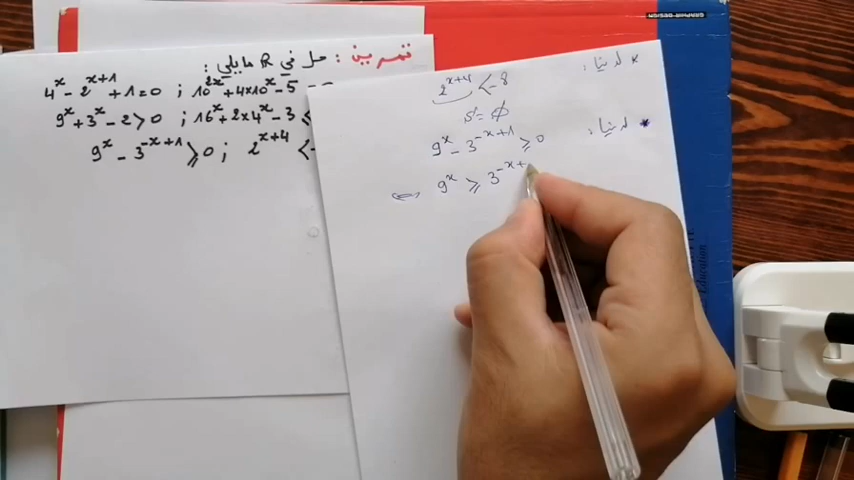 تمرين: حل في R مايلي:
4^x - 2^{x+1} + 1 = 0 ; 10^{2x} + 4×10^x - 5 =
9^x + 3^x - 2 > 0 ; 16^x + 2×4^x - 3 ≤
9^x - 3^{-x+1} ≥ 0 ; 2^{x+4} < -
* لدينا: 2^{x+4} < -8
S = ∅
* لدينا: 9^x - 3^{-x+1} ≥ 0
⟺ 9^x ≥ 3^{-x+